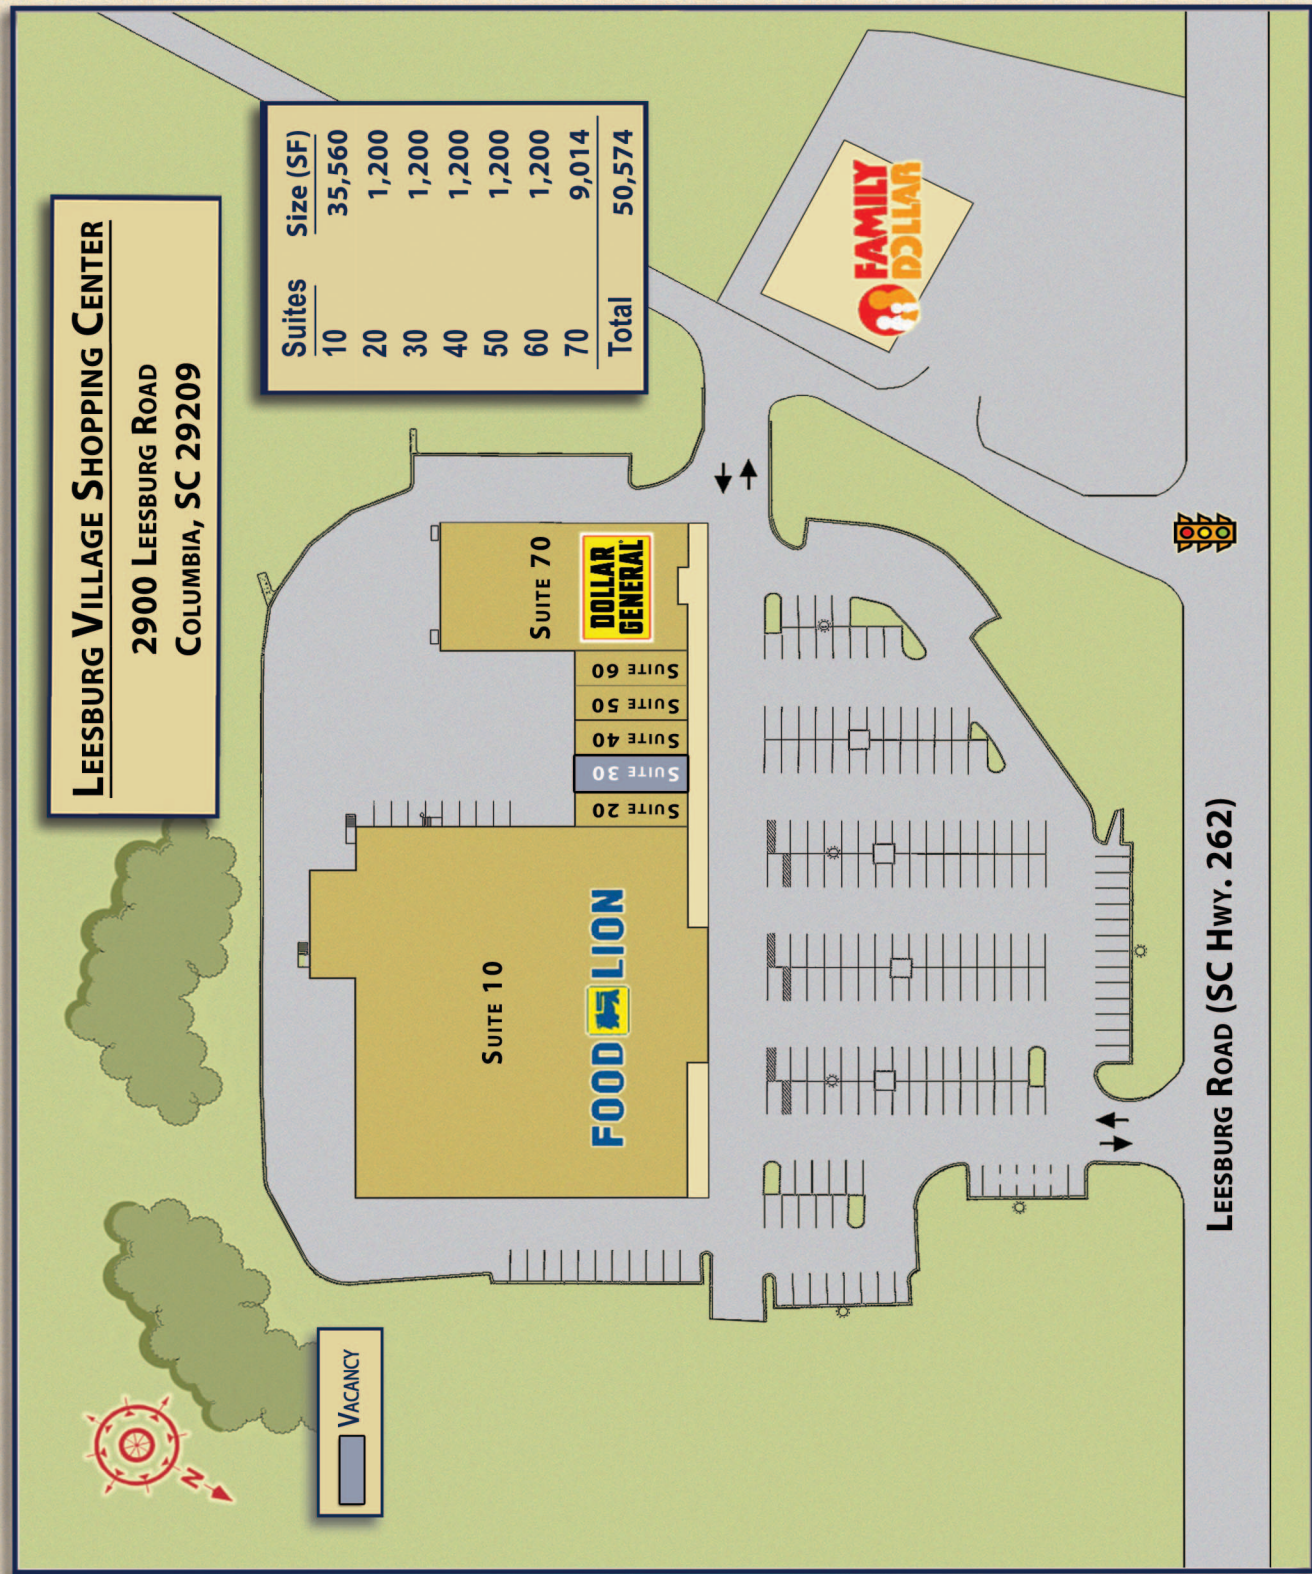 LEESBURG VILLAGE SHOPPING CENTER
2900 LEESBURG ROAD
COLUMBIA, SC 29209
Suites Size (SF)
10 35,560
20 1,200
30 1,200
40 1,200
50 1,200
60 1,200
70 9,014
Total 50,574
SUITE 10
FOOD LION
SUITE 20
SUITE 30
SUITE 40
SUITE 50
SUITE 60
SUITE 70
DOLLAR
GENERAL
FAMILY
DOLLAR
N
VACANCY
LEESBURG ROAD (SC HWY. 262)